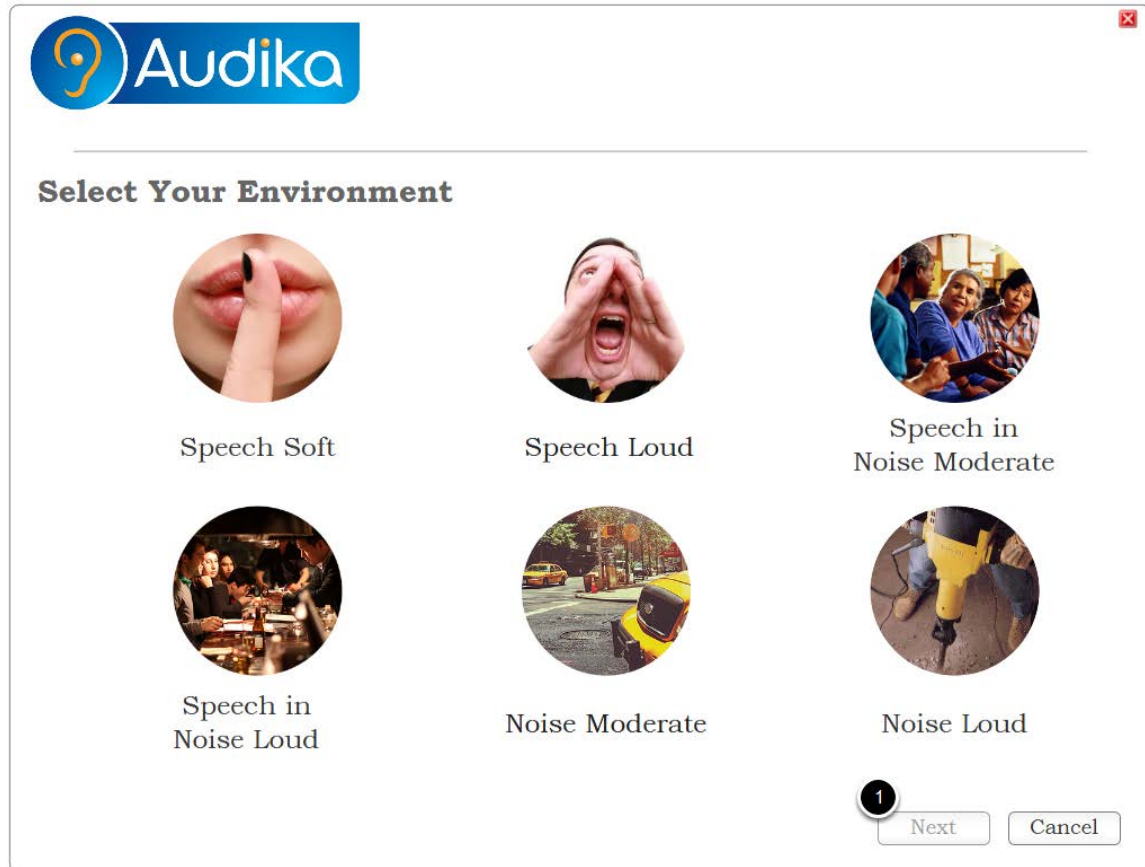 Audika
Select Your Environment
Speech Soft
Speech Loud
Speech in
Noise Moderate
Speech in
Noise Loud
Noise Moderate
Noise Loud
1
Next
Cancel